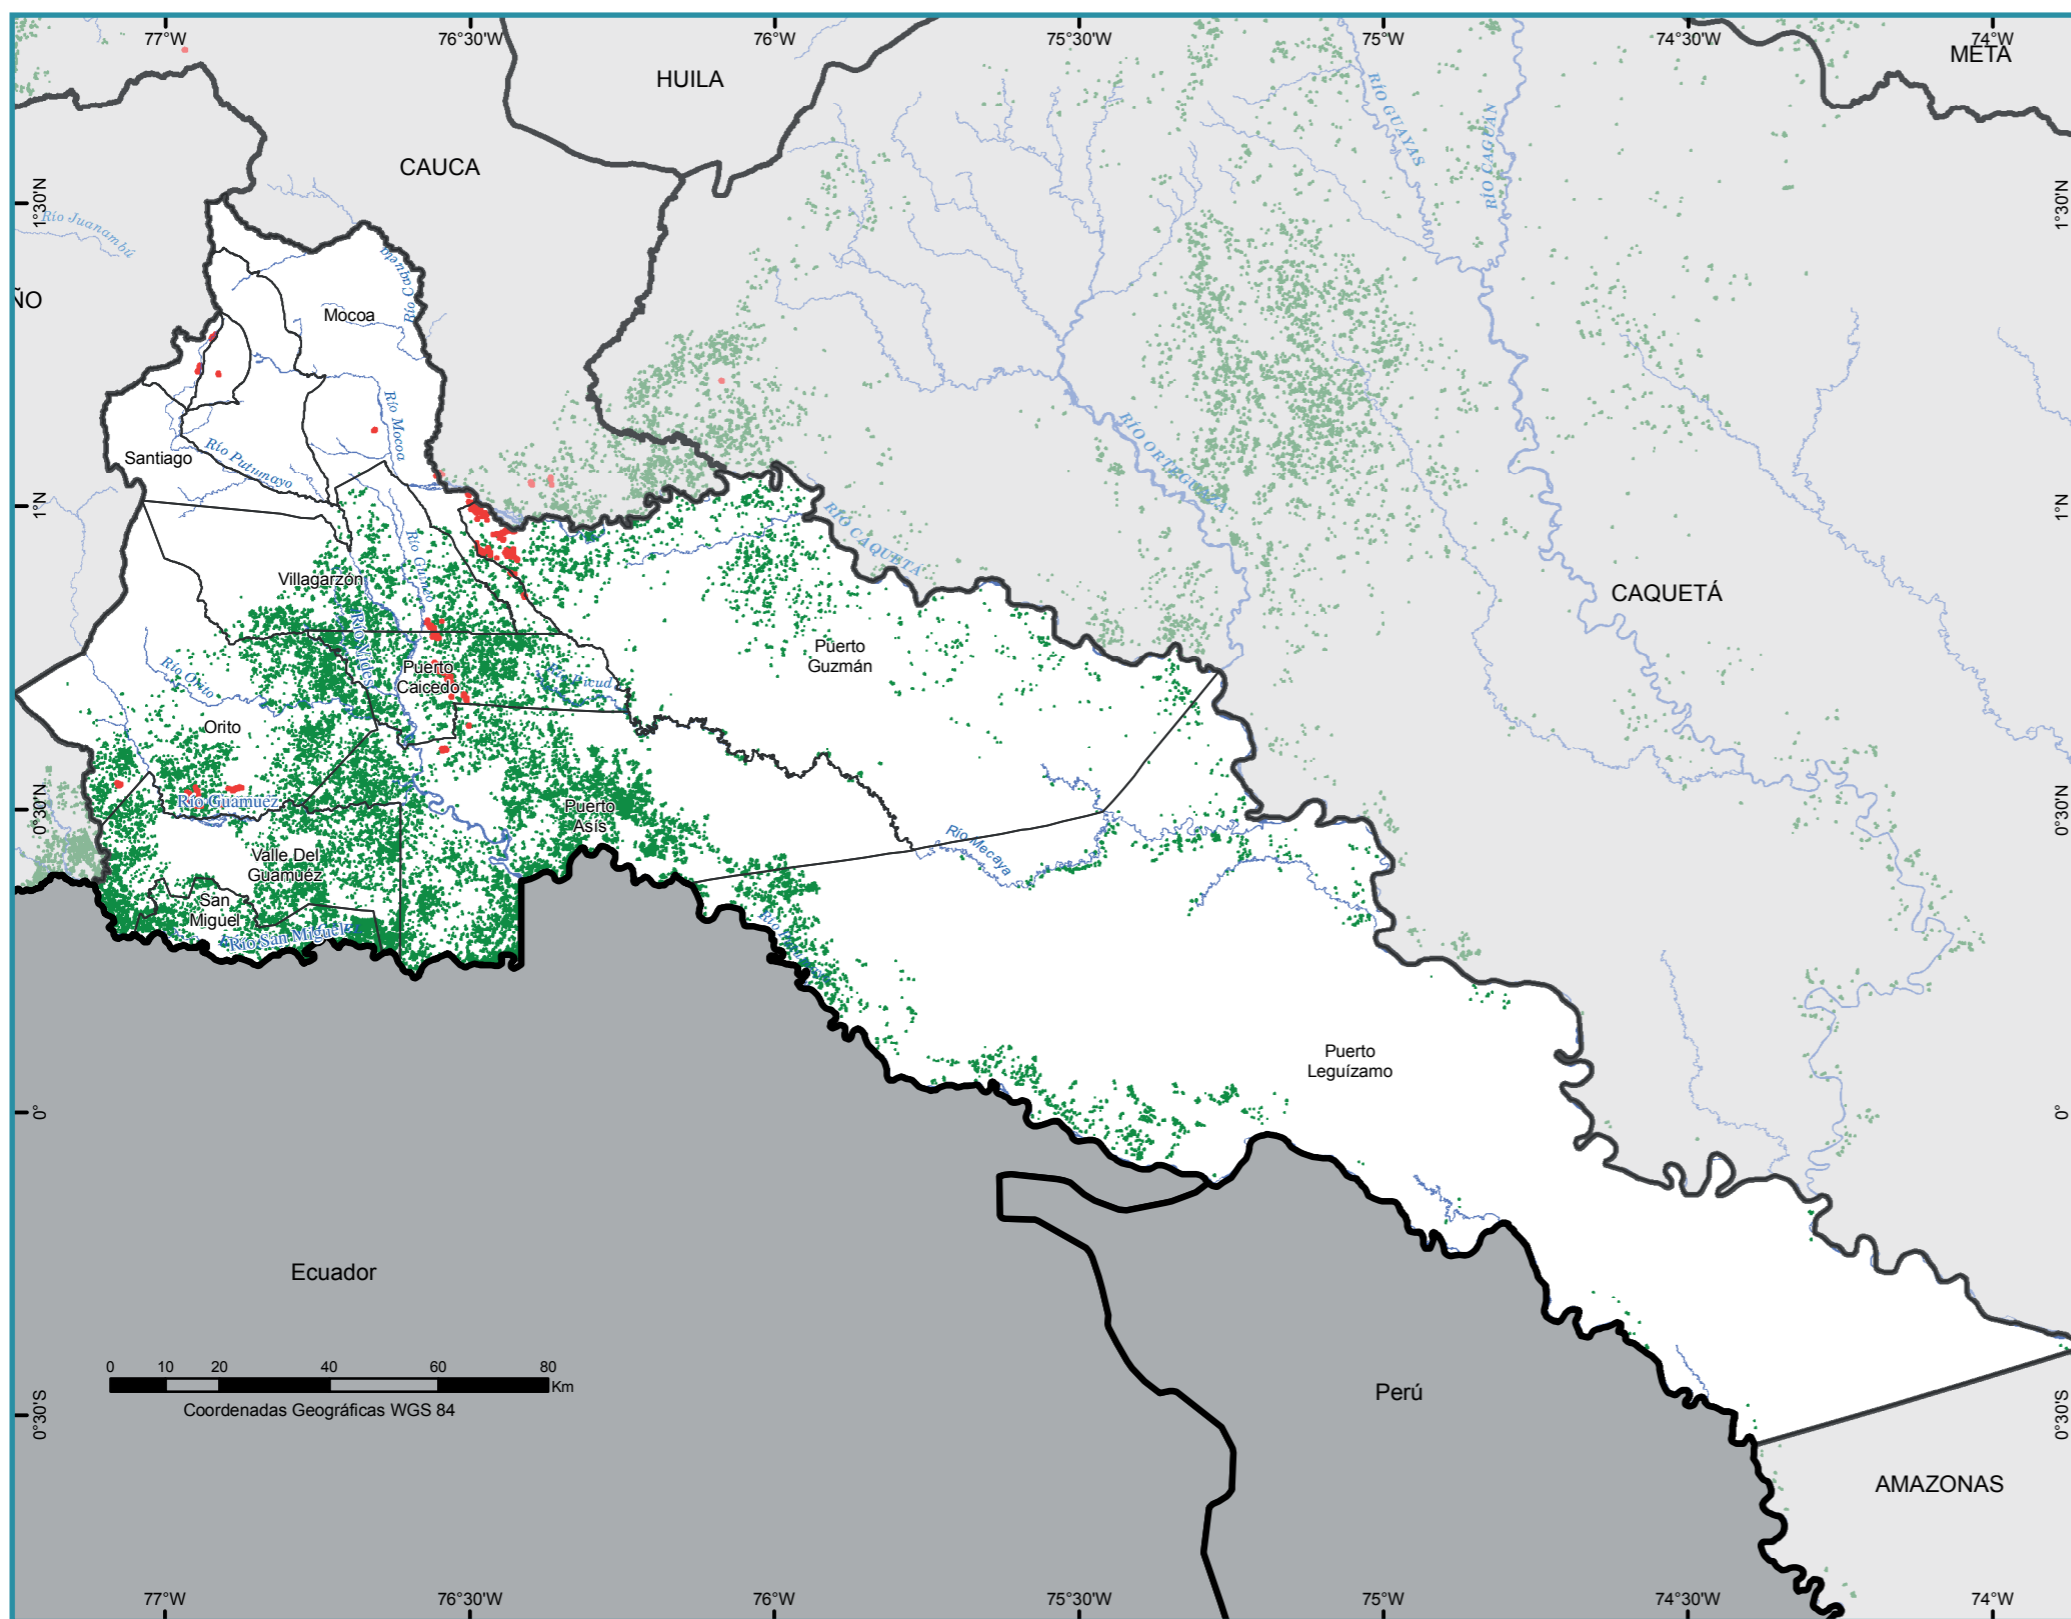 77°W
76°30'W
76°W
75°30'W
75°W
74°30'W
74°W
META
HUILA
RÍO GUAYAS
RÍO CAGUÁN
CAUCA
1°30'N
1°30'N
Río Juanambú
Río Caquetá
ÑO
Mocoa
Río Mocoa
RÍO ORTEGUAZA
Santiago
Río Putumayo
1°N
1°N
RÍO CAQUETÁ
Villagarzón
CAQUETÁ
Puerto
Guzmán
Puerto
Caicedo
Río Orito
Orito
0°30'N
0°30'N
Río Guamuez
Puerto
Asís
Río Mecaya
Valle Del
Guamuéz
San
Miguel
Río San Miguel
Puerto
Leguízamo
0°
0°
Ecuador
Perú
0 10 20 40 60 80
Km
Coordenadas Geográficas WGS 84
0°30'S
0°30'S
AMAZONAS
77°W
76°30'W
76°W
75°30'W
75°W
74°30'W
74°W